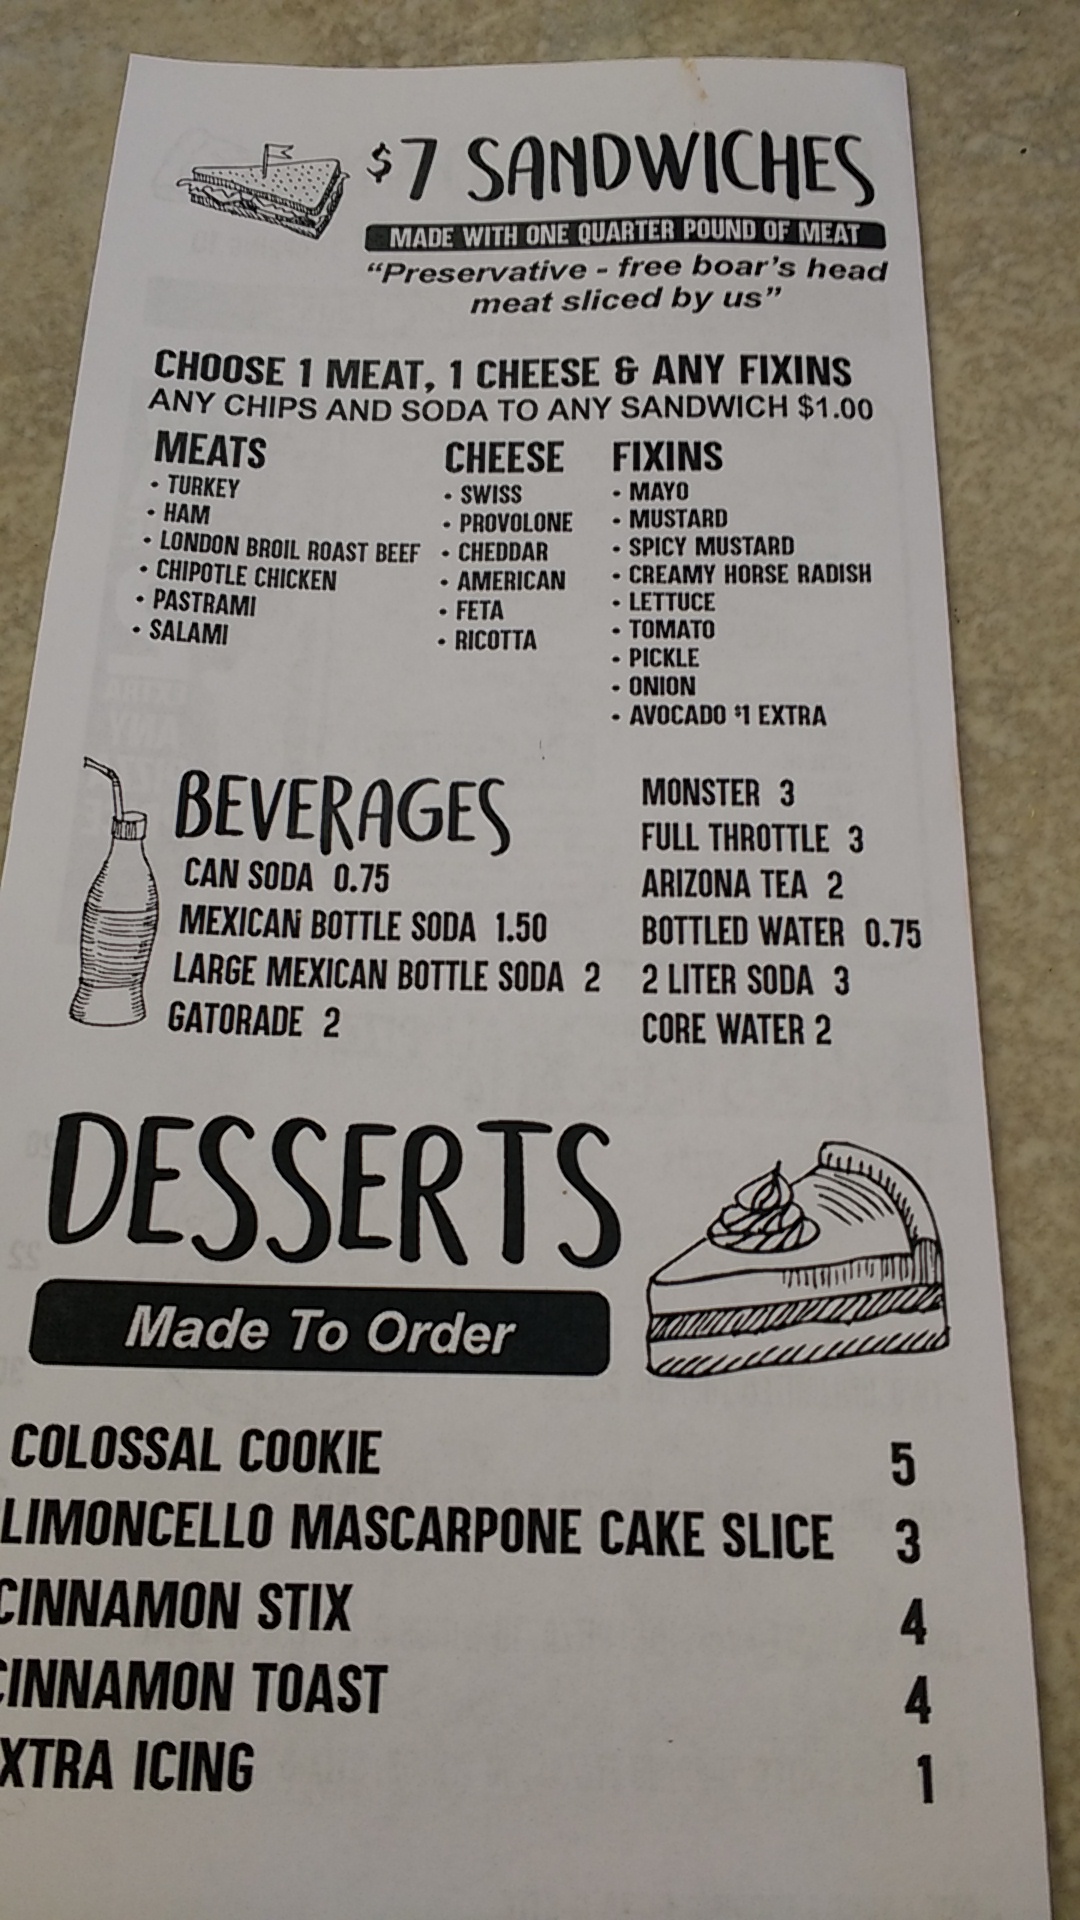 $7 SANDWICHES
MADE WITH ONE QUARTER POUND OF MEAT
“Preservative - free boar's head
meat sliced by us”
CHOOSE 1 MEAT, 1 CHEESE & ANY FIXINS
ANY CHIPS AND SODA TO ANY SANDWICH $1.00
MEATS
• TURKEY
• HAM
• LONDON BROIL ROAST BEEF
• CHIPOTLE CHICKEN
• PASTRAMI
• SALAMI
CHEESE
• SWISS
• PROVOLONE
• CHEDDAR
• AMERICAN
• FETA
• RICOTTA
FIXINS
• MAYO
• MUSTARD
• SPICY MUSTARD
• CREAMY HORSE RADISH
• LETTUCE
• TOMATO
• PICKLE
• ONION
• AVOCADO $1 EXTRA
BEVERAGES
CAN SODA 0.75
MEXICAN BOTTLE SODA 1.50
LARGE MEXICAN BOTTLE SODA 2
GATORADE 2
MONSTER 3
FULL THROTTLE 3
ARIZONA TEA 2
BOTTLED WATER 0.75
2 LITER SODA 3
CORE WATER 2
DESSERTS
Made To Order
COLOSSAL COOKIE 5
LIMONCELLO MASCARPONE CAKE SLICE 3
CINNAMON STIX 4
CINNAMON TOAST 4
XTRA ICING 1